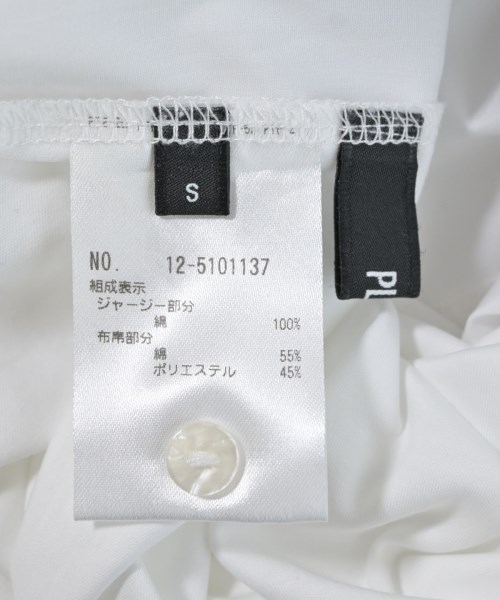 S
NO. 12-5101137
組成表示
ジャージー部分
綿 100%
布帛部分
綿 55%
ポリエステル 45%
PL